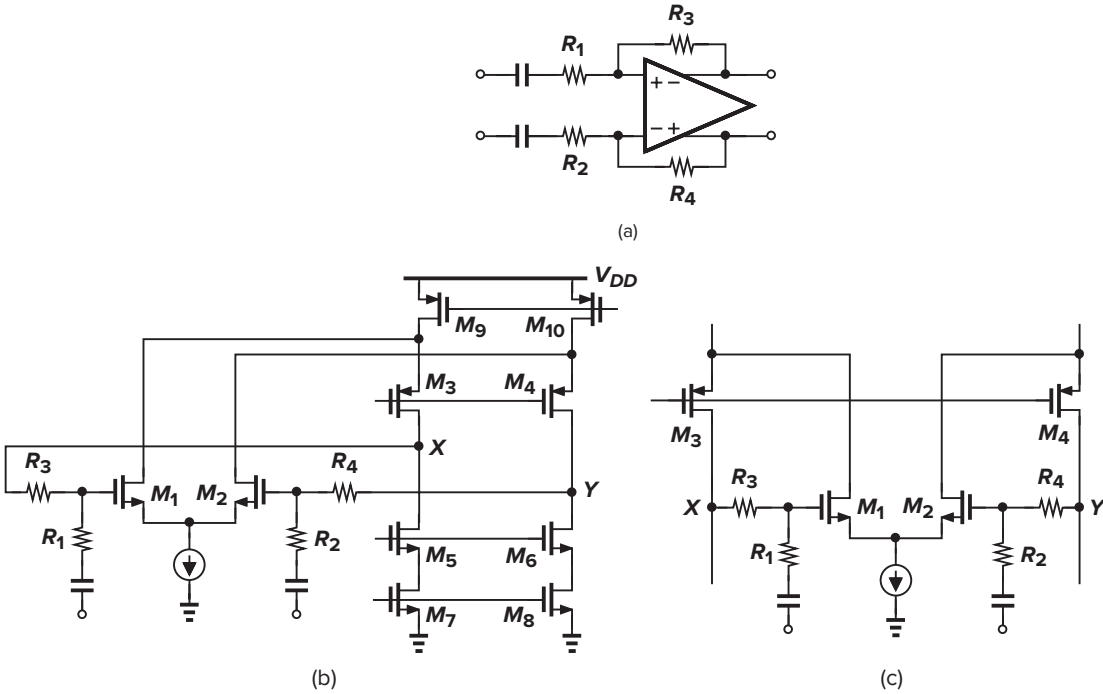 R3
R1
+ −
− +
R2
R4
(a)
VDD
M9
M10
M3
M4
X
R3
R4
M1
M2
Y
R1
R2
M5
M6
M7
M8
(b)
M3
M4
R3
R4
X
M1
M2
Y
R1
R2
(c)